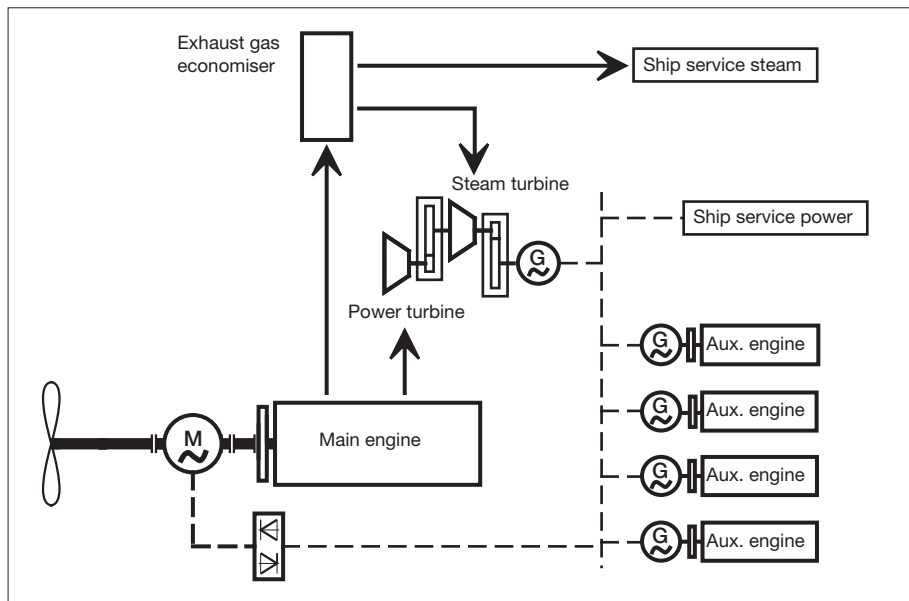 Exhaust gas
economiser
Ship service steam
Steam turbine
Ship service power
G
Power turbine
G
Aux. engine
G
Aux. engine
M
Main engine
G
Aux. engine
G
Aux. engine